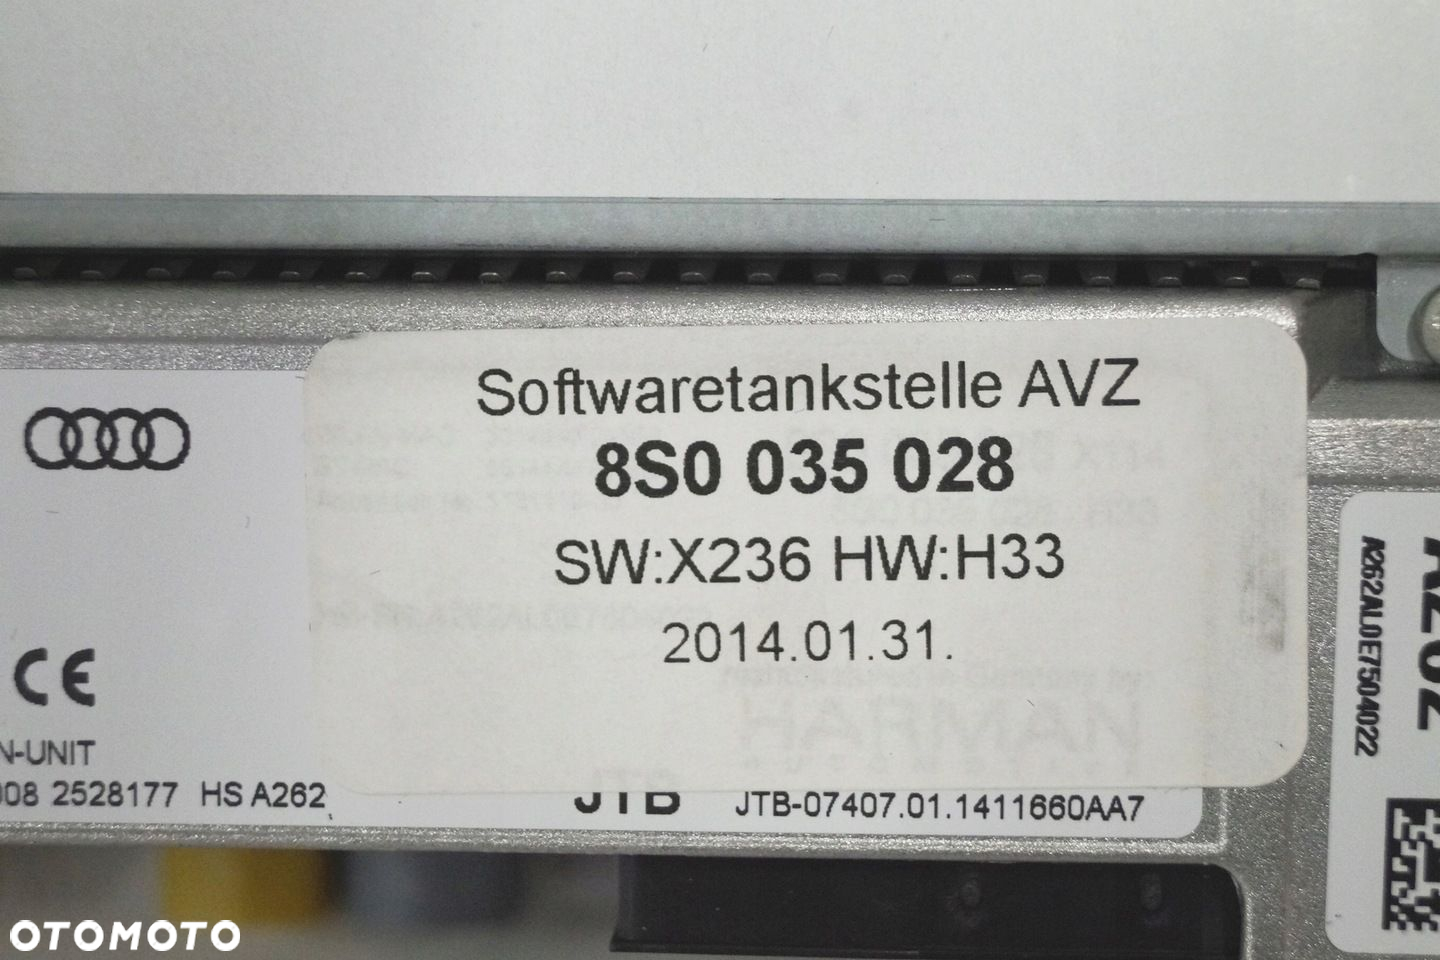 Softwaretankstelle AVZ
8S0 035 028
SW:X236 HW:H33
2014.01.31.
CE
N-UNIT
008 2528177 HS A262
JTB
JTB-07407.01.1411660AA7
A262
A262AL0E7504022
HARMAN
OTOMOTO